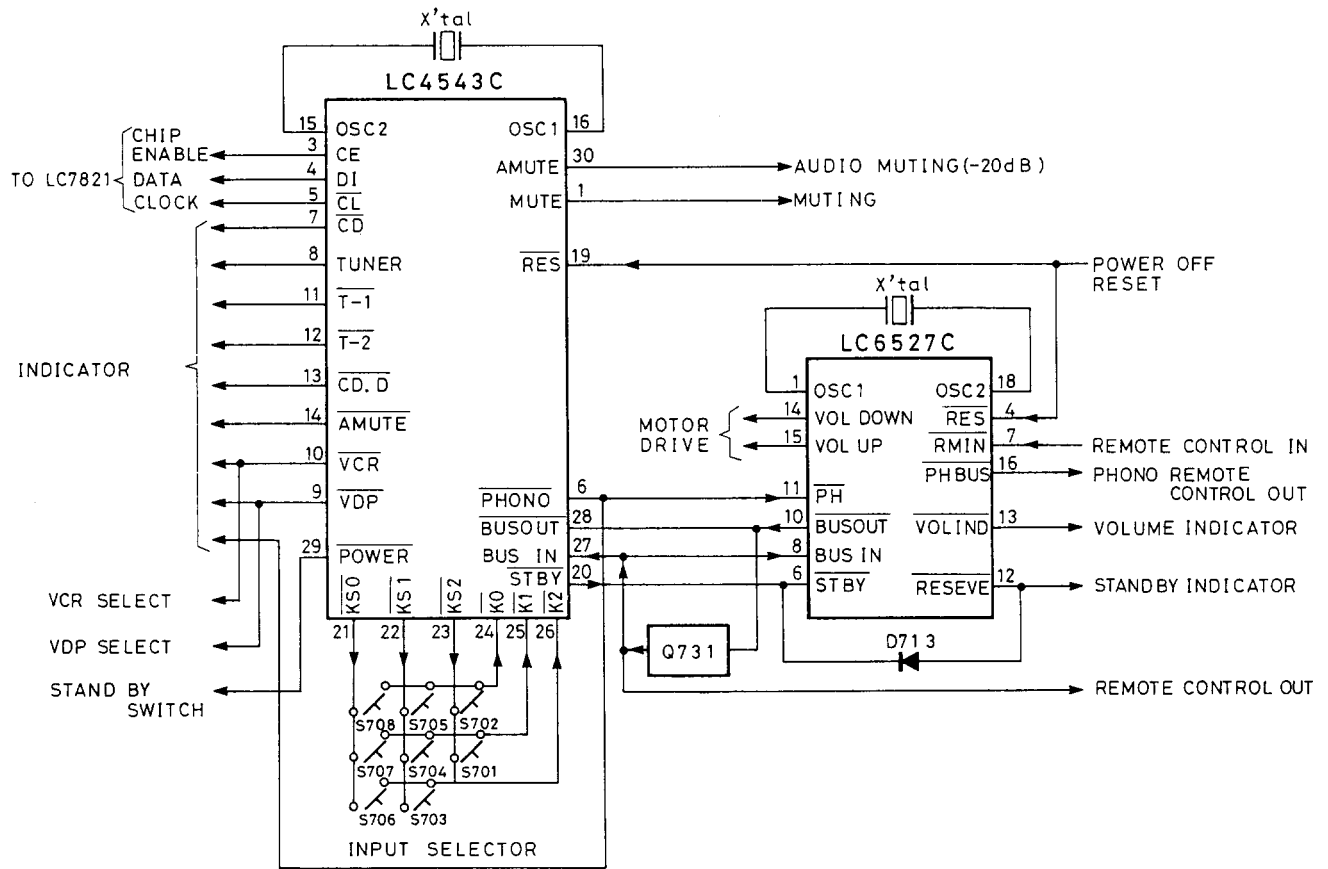 X'tal
LC4543C
15 OSC2
OSC1 16
TO LC7821
CHIP
ENABLE 3 CE
DATA 4 DI
CLOCK 5 CL
7 CD
8 TUNER
11 T-1
12 T-2
13 CD.D
14 AMUTE
10 VCR
9 VDP
29 POWER
INDICATOR
VCR SELECT
VDP SELECT
STAND BY
SWITCH
AMUTE 30 AUDIO MUTING(-20dB)
MUTE 1 MUTING
RES 19
POWER OFF
RESET
PHONO 6
BUSOUT 28
BUS IN 27
STBY 20
KS0 KS1 KS2 K0 K1 K2
21 22 23 24 25 26
S708 S705 S702
S707 S704 S701
S706 S703
INPUT SELECTOR
X'tal
LC6527C
1 OSC1
OSC2 18
MOTOR
DRIVE
14 VOL DOWN
15 VOL UP
11 PH
10 BUSOUT
8 BUS IN
6 STBY
RES 4
RMIN 7 REMOTE CONTROL IN
PHBUS 16 PHONO REMOTE
CONTROL OUT
VOLIND 13 VOLUME INDICATOR
RESEVE 12 STANDBY INDICATOR
D713
Q731
REMOTE CONTROL OUT